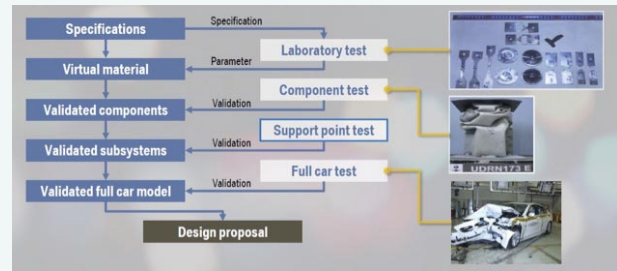 Specifications
Specification
Laboratory test
Virtual material
Parameter
Component test
Validated components
Validation
Support point test
Validated subsystems
Validation
Full car test
Validated full car model
Validation
Design proposal
UDRN173 E